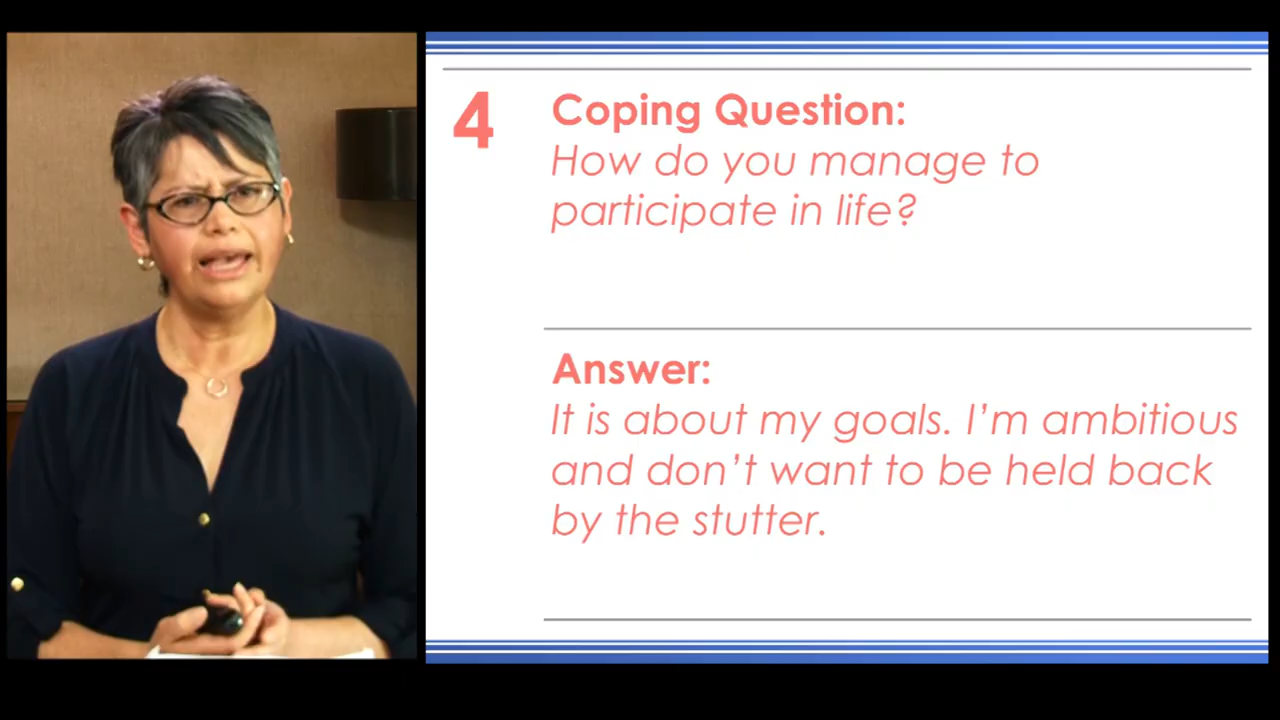 4
Coping Question:
How do you manage to
participate in life?
Answer:
It is about my goals. I’m ambitious
and don’t want to be held back
by the stutter.